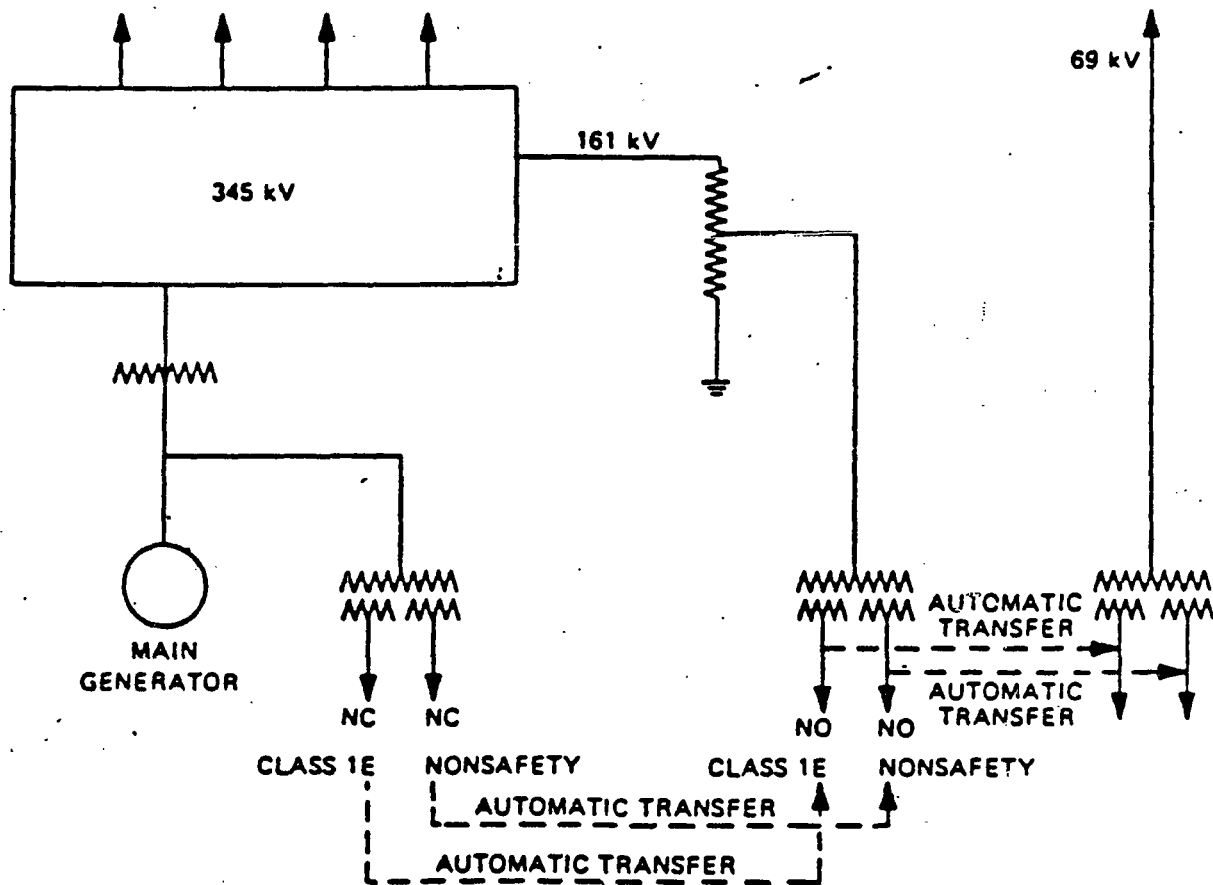 69 kV
161 kV
345 kV
MAIN
GENERATOR
AUTOMATIC
TRANSFER
AUTOMATIC
TRANSFER
NC NC
NO NO
CLASS 1E NONSAFETY
CLASS 1E NONSAFETY
AUTOMATIC TRANSFER
AUTOMATIC TRANSFER